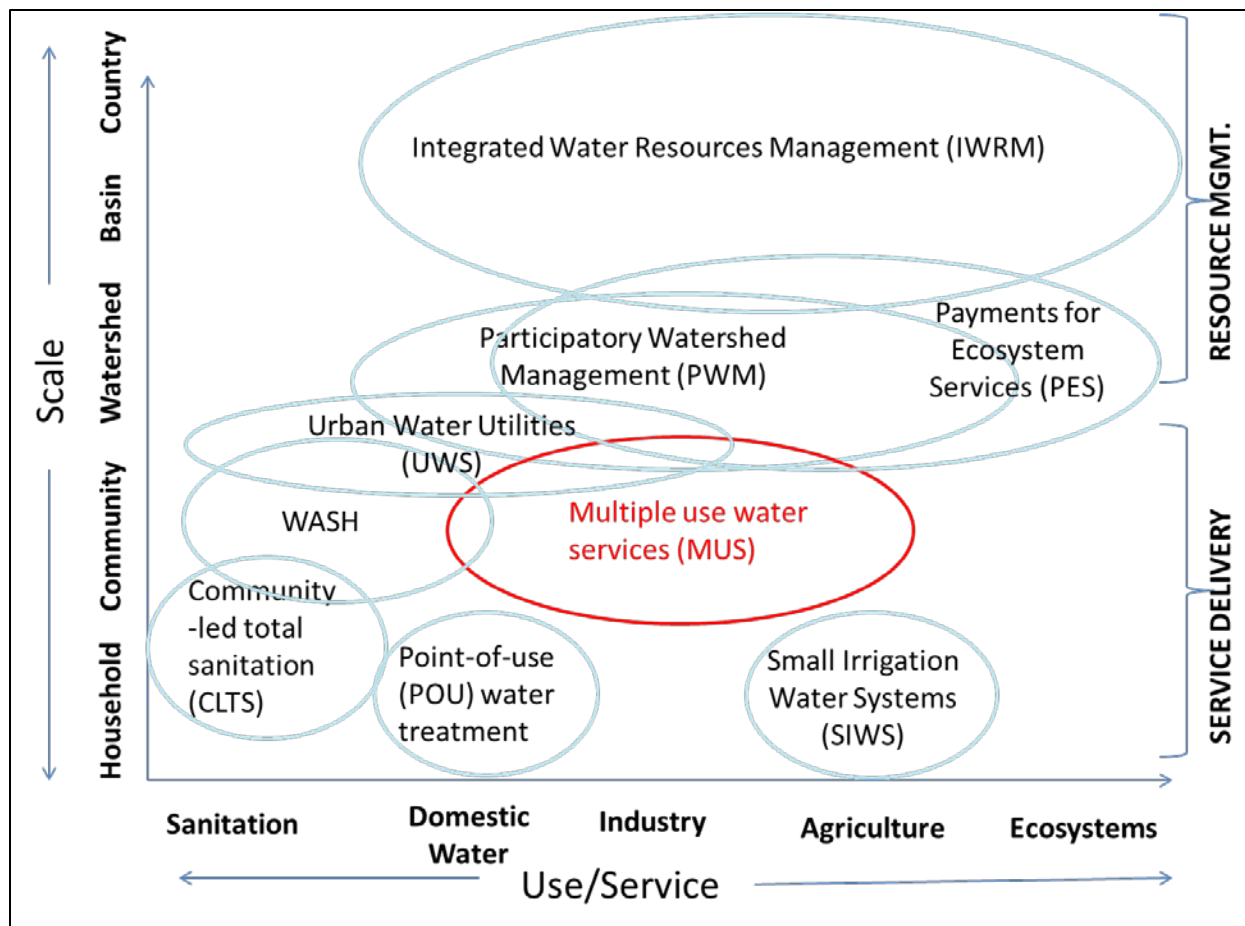 Country
Basin
Watershed
Community
Household
Scale
Integrated Water Resources Management (IWRM)
Participatory Watershed
Management (PWM)
Payments for
Ecosystem
Services (PES)
Urban Water Utilities
(UWS)
WASH
Multiple use water
services (MUS)
Community
-led total
sanitation
(CLTS)
Point-of-use
(POU) water
treatment
Small Irrigation
Water Systems
(SIWS)
RESOURCE MGMT.
SERVICE DELIVERY
Sanitation
Domestic
Water
Industry
Agriculture
Ecosystems
Use/Service